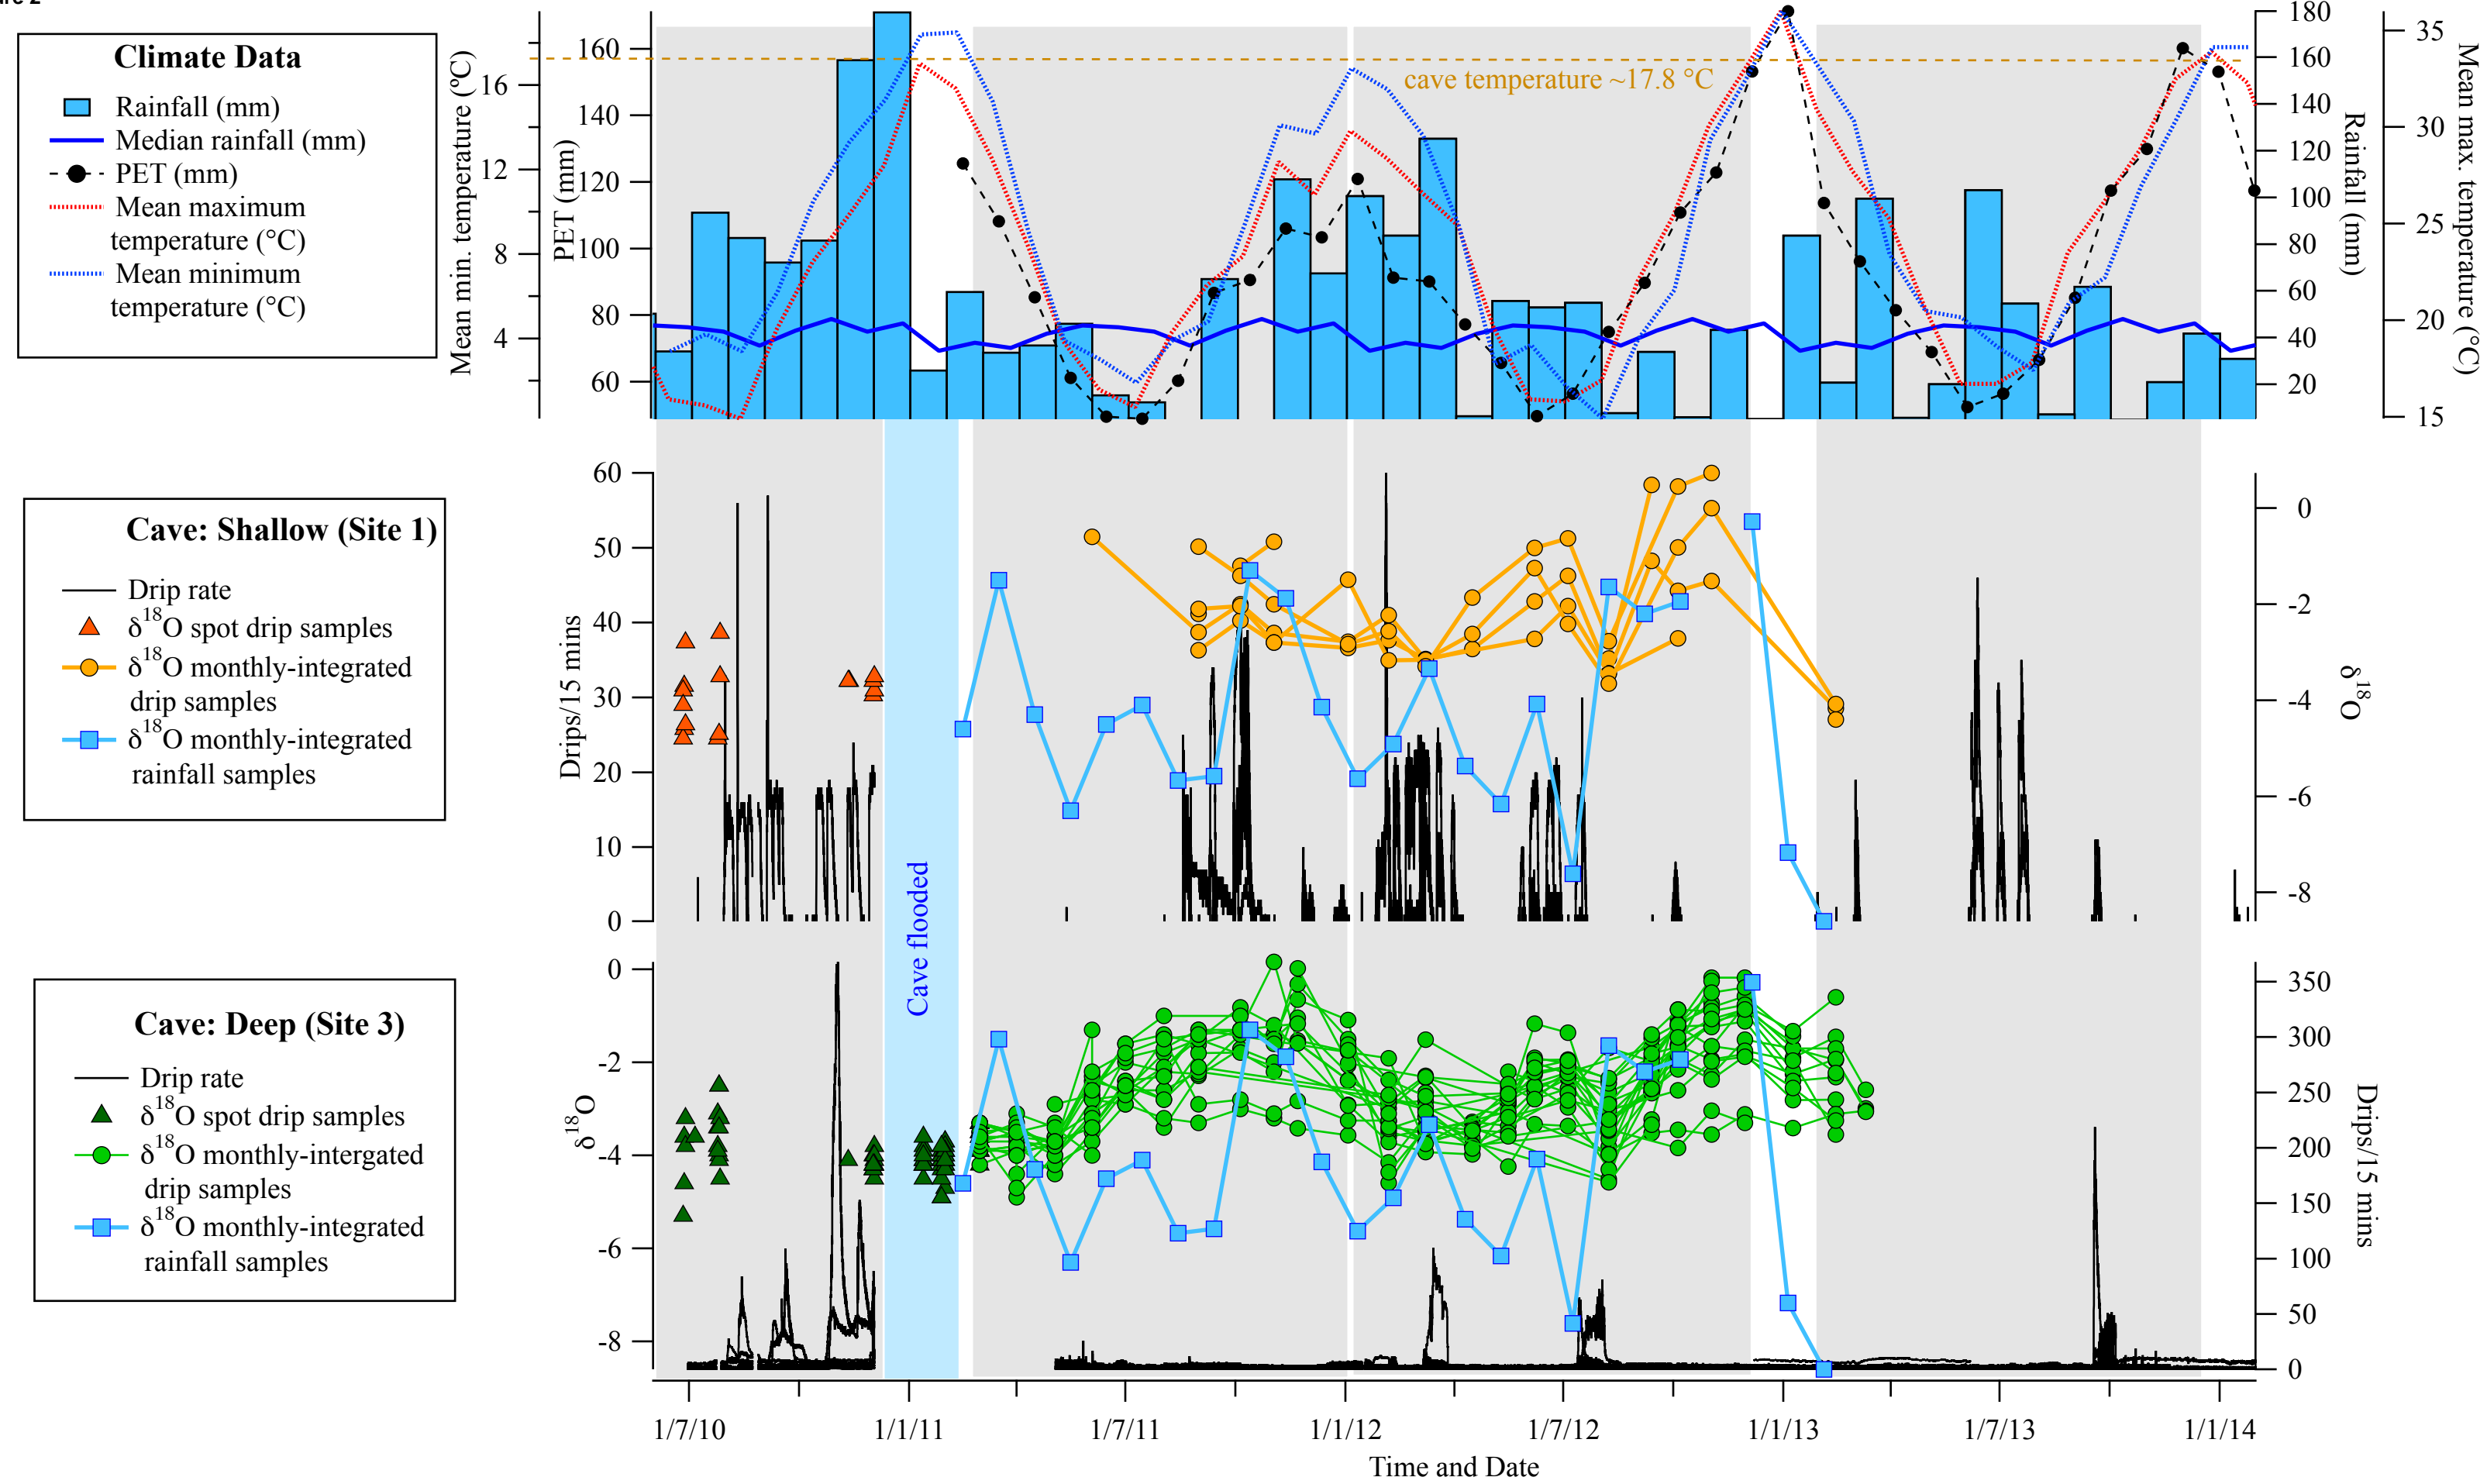 ure 2
Climate Data
Rainfall (mm)
Median rainfall (mm)
PET (mm)
Mean maximum
temperature (°C)
Mean minimum
temperature (°C)
Mean min. temperature (°C)
16
12
8
4
PET (mm)
160
140
120
100
80
60
cave temperature ~17.8 °C
180
160
140
120
100
80
60
40
20
Rainfall (mm)
35
30
25
20
15
Mean max. temperature (°C)
Cave: Shallow (Site 1)
Drip rate
δ18O spot drip samples
δ18O monthly-integrated
drip samples
δ18O monthly-integrated
rainfall samples
Drips/15 mins
60
50
40
30
20
10
0
0
-2
-4
-6
-8
δ18O
Cave flooded
Cave: Deep (Site 3)
Drip rate
δ18O spot drip samples
δ18O monthly-intergated
drip samples
δ18O monthly-integrated
rainfall samples
δ18O
0
-2
-4
-6
-8
350
300
250
200
150
100
50
0
Drips/15 mins
1/7/10
1/1/11
1/7/11
1/1/12
1/7/12
1/1/13
1/7/13
1/1/14
Time and Date